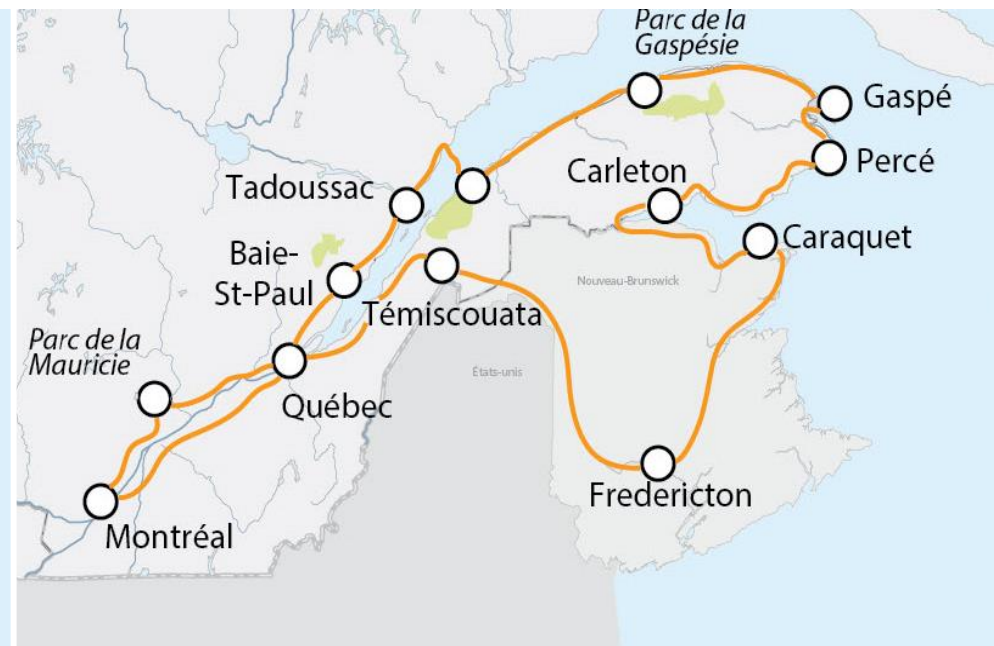 Parc de la
Gaspésie
Gaspé
Percé
Carleton
Tadoussac
Caraquet
Baie-
St-Paul
Nouveau-Brunswick
Témiscouata
Parc de la
Mauricie
États-unis
Québec
Fredericton
Montréal